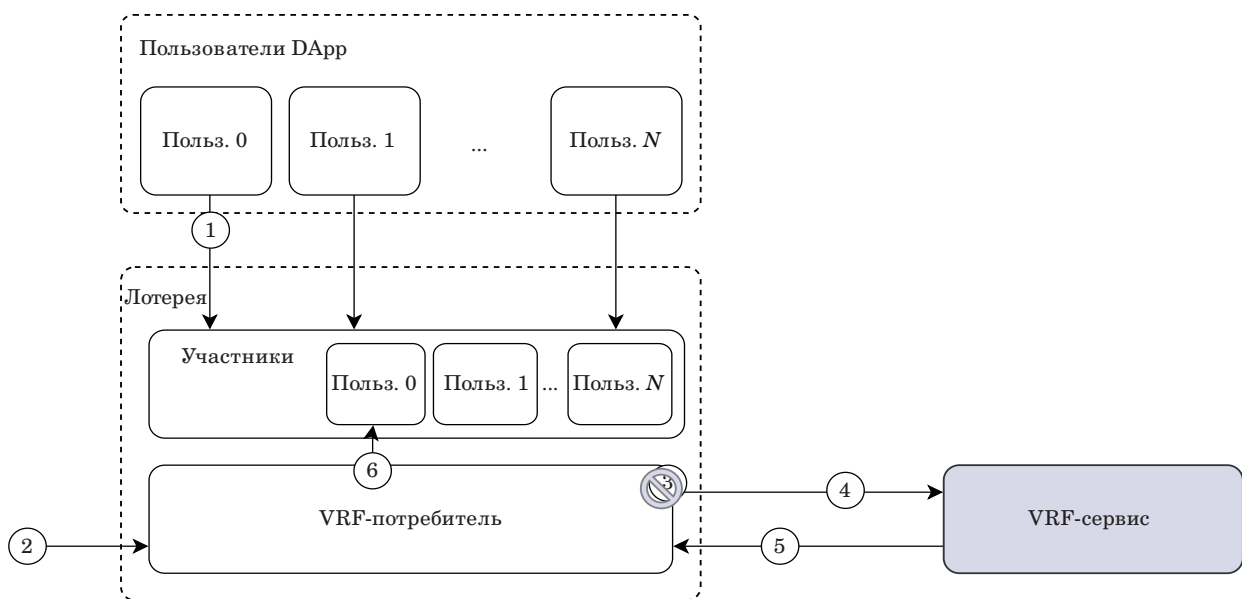 Пользователи DApp
Польз. 0
Польз. 1
...
Польз. N
1
Лотерея
Участники
Польз. 0
Польз. 1
...
Польз. N
6
3
4
VRF-потребитель
VRF-сервис
2
5